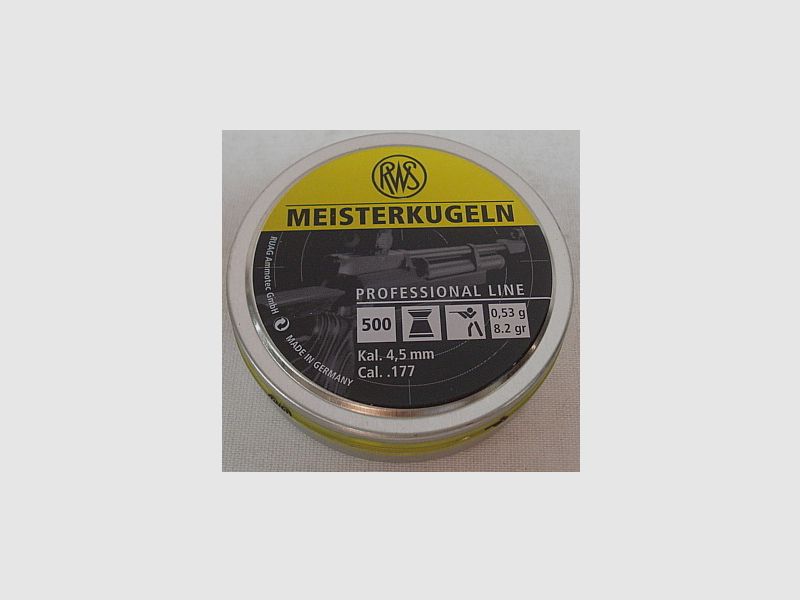 RWS
MEISTERKUGELN
PROFESSIONAL LINE
500
0,53 g
8.2 gr
Kal. 4,5 mm
Cal. .177
RUAG Ammotec GmbH
MADE IN GERMANY